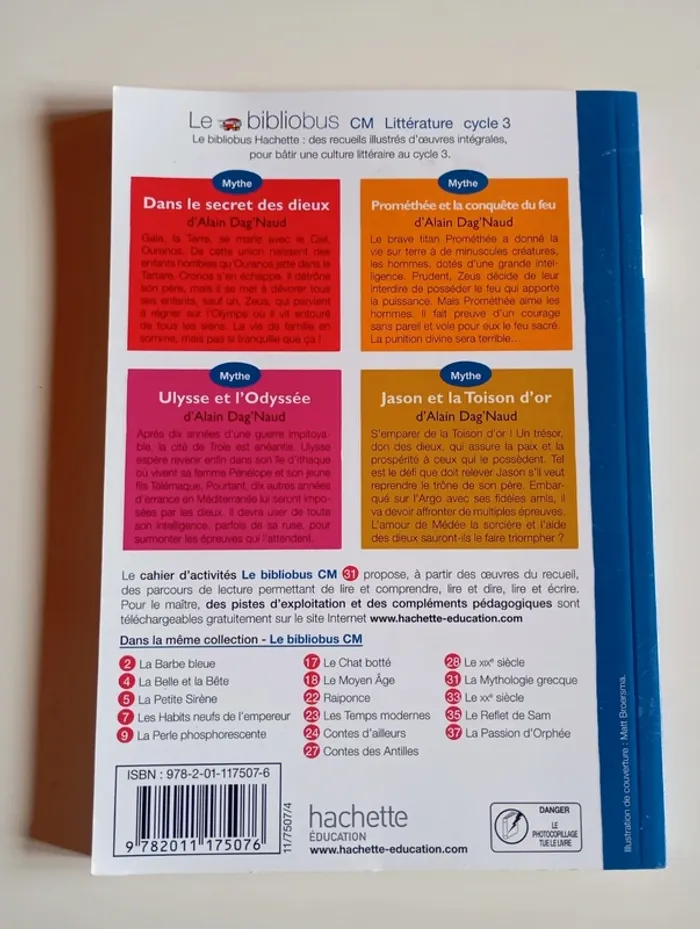 Le bibliobus CM Littérature cycle 3
Le bibliobus Hachette : des recueils illustrés d'œuvres intégrales,
pour bâtir une culture littéraire au cycle 3.
Mythe
Dans le secret des dieux
d'Alain Dag'Naud
Gaïa, la Terre, se marie avec le Ciel,
Ouranos. De cette union naissent des
enfants horribles qu'Ouranos jette dans le
Tartare. Cronos s'en échappe. Il détrône
son père, mais il se met à dévorer tous
ses enfants, sauf un, Zeus, qui parvient
à régner sur l'Olympe où il vit entouré
de tous les siens. La vie de famille en
somme, mais pas si tranquille que ça !
Mythe
Prométhée et la conquête du feu
d'Alain Dag'Naud
Le brave titan Prométhée a donné la
vie sur terre à de minuscules créatures,
les hommes, dotés d'une grande intel-
ligence. Prudent, Zeus décide de leur
interdire de posséder le feu qui apporte
la puissance. Mais Prométhée aime les
hommes. Il fait preuve d'un courage
sans pareil et vole pour eux le feu sacré.
La punition divine sera terrible...
Mythe
Ulysse et l'Odyssée
d'Alain Dag'Naud
Après dix années d'une guerre impitoya-
ble, la cité de Troie est anéantie. Ulysse
espère revenir enfin dans son île d'Ithaque
où vivent sa femme Pénélope et son jeune
fils Télémaque. Pourtant, dix autres années
d'errance en Méditerranée lui seront impo-
sées par les dieux. Il devra user de toute
son intelligence, parfois de sa ruse, pour
surmonter les épreuves qui l'attendent.
Mythe
Jason et la Toison d'or
d'Alain Dag'Naud
S'emparer de la Toison d'or ! Un trésor,
don des dieux, qui assure la paix et la
prospérité à ceux qui le possèdent. Tel
est le défi que doit relever Jason s'il veut
reprendre le trône de son père. Embar-
qué sur l'Argo avec ses fidèles amis, il
va devoir affronter de multiples épreuves.
L'amour de Médée la sorcière et l'aide
des dieux sauront-ils le faire triompher ?
Le cahier d'activités Le bibliobus CM 31 propose, à partir des œuvres du recueil,
des parcours de lecture permettant de lire et comprendre, lire et dire, lire et écrire.
Pour le maître, des pistes d'exploitation et des compléments pédagogiques sont
téléchargeables gratuitement sur le site Internet www.hachette-education.com
Dans la même collection - Le bibliobus CM
2 La Barbe bleue
4 La Belle et la Bête
5 La Petite Sirène
7 Les Habits neufs de l'empereur
9 La Perle phosphorescente
17 Le Chat botté
18 Le Moyen Âge
22 Raiponce
23 Les Temps modernes
24 Contes d'ailleurs
27 Contes des Antilles
28 Le XIXe siècle
31 La Mythologie grecque
33 Le XXe siècle
35 Le Reflet de Sam
37 La Passion d'Orphée
ISBN : 978-2-01-117507-6
9 782011 175076
11/7507/4
hachette
ÉDUCATION
www.hachette-education.com
DANGER
LE
PHOTOCOPILLAGE
TUE LE LIVRE
Illustration de couverture : Matt Broersma.